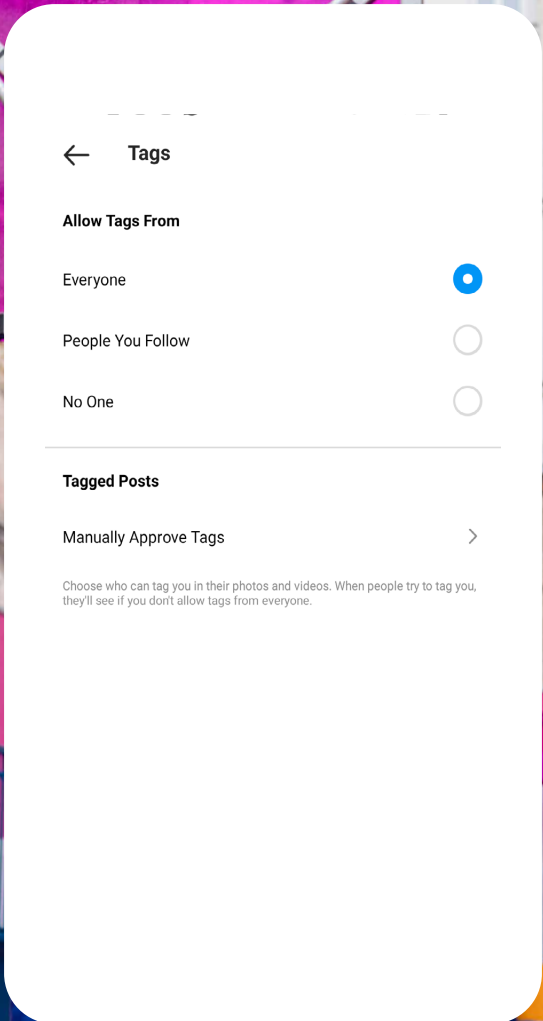 Tags
Allow Tags From
Everyone
People You Follow
No One
Tagged Posts
Manually Approve Tags
Choose who can tag you in their photos and videos. When people try to tag you,
they'll see if you don't allow tags from everyone.